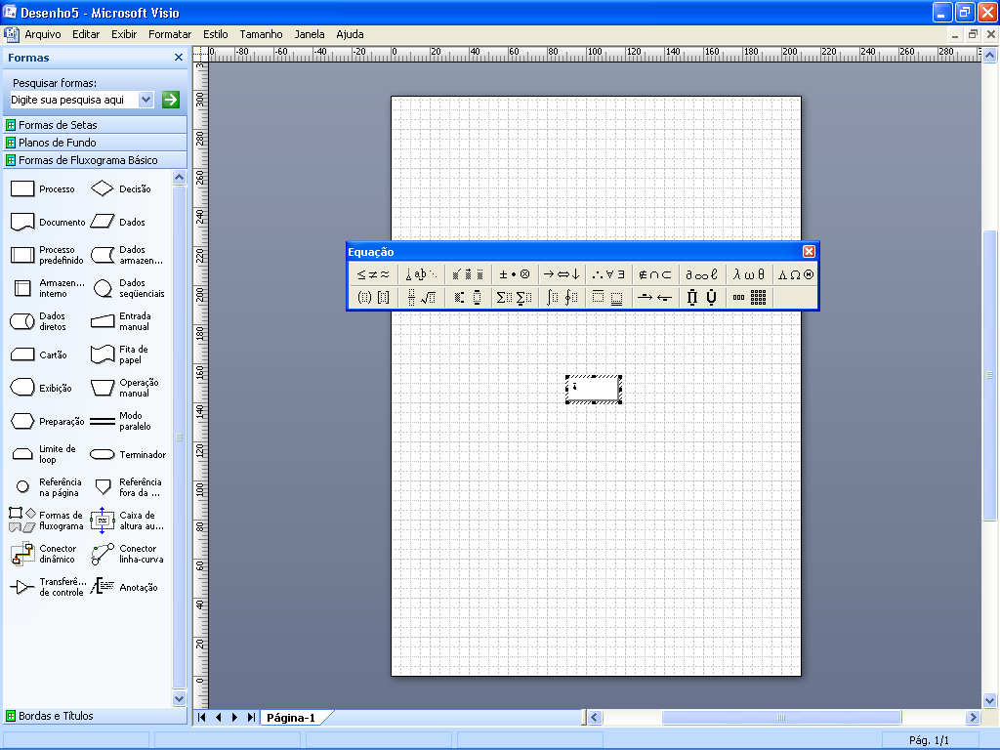 Desenho5 - Microsoft Visio
Arquivo Editar Exibir Formatar Estilo Tamanho Janela Ajuda
Formas
Pesquisar formas:
Digite sua pesquisa aqui
Formas de Setas
Planos de Fundo
Formas de Fluxograma Básico
Processo
Decisão
Documento
Dados
Processo
predefinido
Dados
armazen...
Armazen...
interno
Dados
seqüenciais
Dados
diretos
Entrada
manual
Cartão
Fita de
papel
Exibição
Operação
manual
Preparação
Modo
paralelo
Limite de
loop
Terminador
Referência
na página
Referência
fora da ...
Formas de
fluxograma
Caixa de
altura au...
Conector
dinâmico
Conector
linha-curva
Transferê...
de controle
Anotação
Bordas e Títulos
-80 -60 -40 -20 0 20 40 60 80 100 120 140 160 180 200 220 240 260 280
300
280
260
240
220
200
180
160
140
120
100
80
60
40
20
0
Equação
≤ ≠ ≈ ± • ⊗ → ⇔ ↓ ∴ ∀ ∃ ∉ ∩ ⊂ ∂ ∞ ℓ λ ω θ Λ Ω ⊛
Página-1
Pág. 1/1